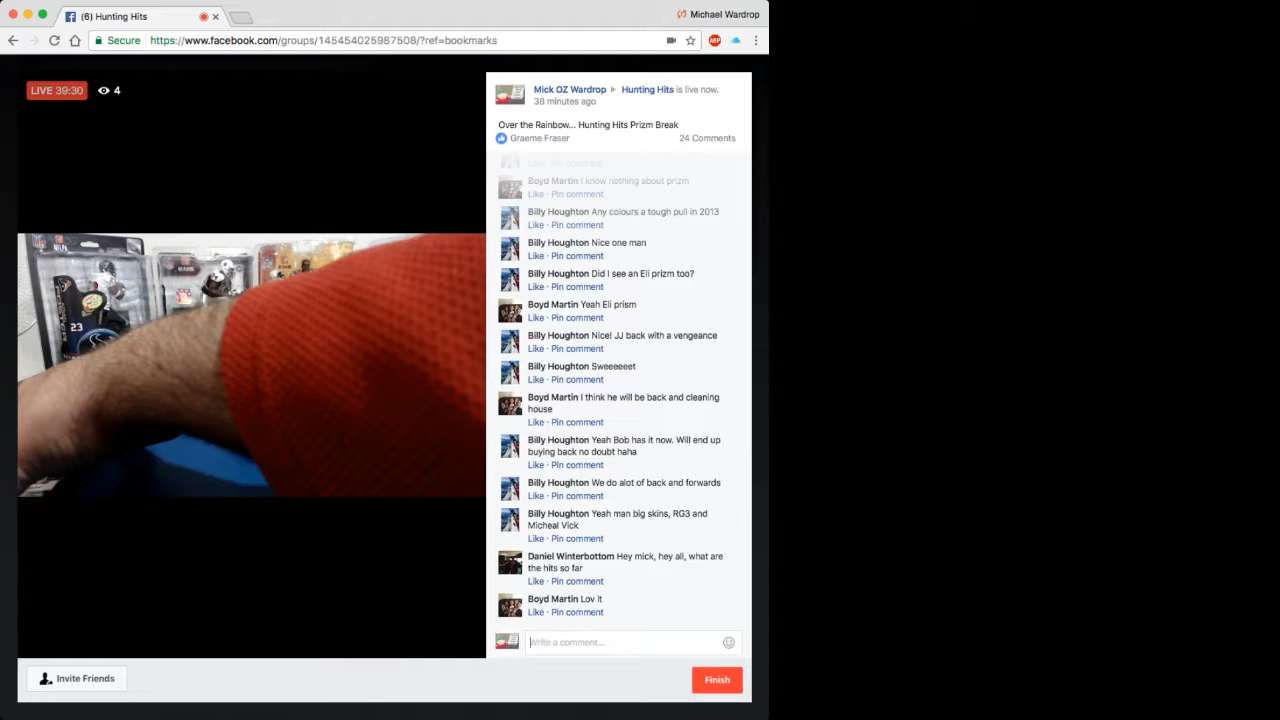 (6) Hunting Hits
Michael Wardrop
Secure https://www.facebook.com/groups/145454025987508/?ref=bookmarks
ABP
LIVE 39:30 4
Mick OZ Wardrop Hunting Hits is live now.
38 minutes ago
Over the Rainbow... Hunting Hits Prizm Break
Graeme Fraser 24 Comments
Like · Pin comment
Boyd Martin I know nothing about prizm
Like · Pin comment
Billy Houghton Any colours a tough pull in 2013
Like · Pin comment
Billy Houghton Nice one man
Like · Pin comment
Billy Houghton Did I see an Eli prizm too?
Like · Pin comment
Boyd Martin Yeah Eli prism
Like · Pin comment
Billy Houghton Nice! JJ back with a vengeance
Like · Pin comment
Billy Houghton Sweeeeeet
Like · Pin comment
Boyd Martin I think he will be back and cleaning
house
Like · Pin comment
Billy Houghton Yeah Bob has it now. Will end up
buying back no doubt haha
Like · Pin comment
Billy Houghton We do alot of back and forwards
Like · Pin comment
Billy Houghton Yeah man big skins, RG3 and
Micheal Vick
Like · Pin comment
Daniel Winterbottom Hey mick, hey all, what are
the hits so far
Like · Pin comment
Boyd Martin Lov it
Like · Pin comment
Write a comment...
23
Invite Friends
Finish